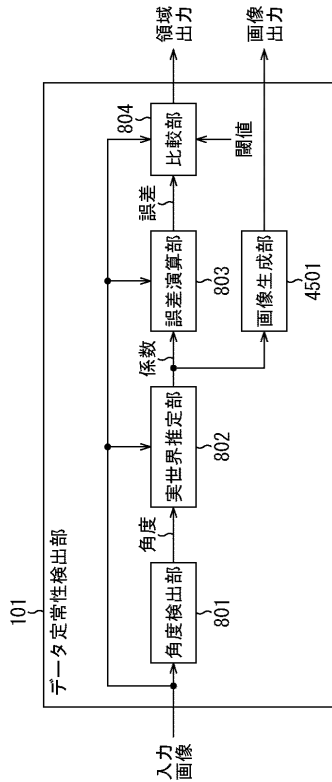 101
データ定常性検出部
入力
画像
角度検出部
801
角度
実世界推定部
802
係数
誤差演算部
803
誤差
比較部
804
閾値
領域
出力
画像生成部
4501
画像
出力